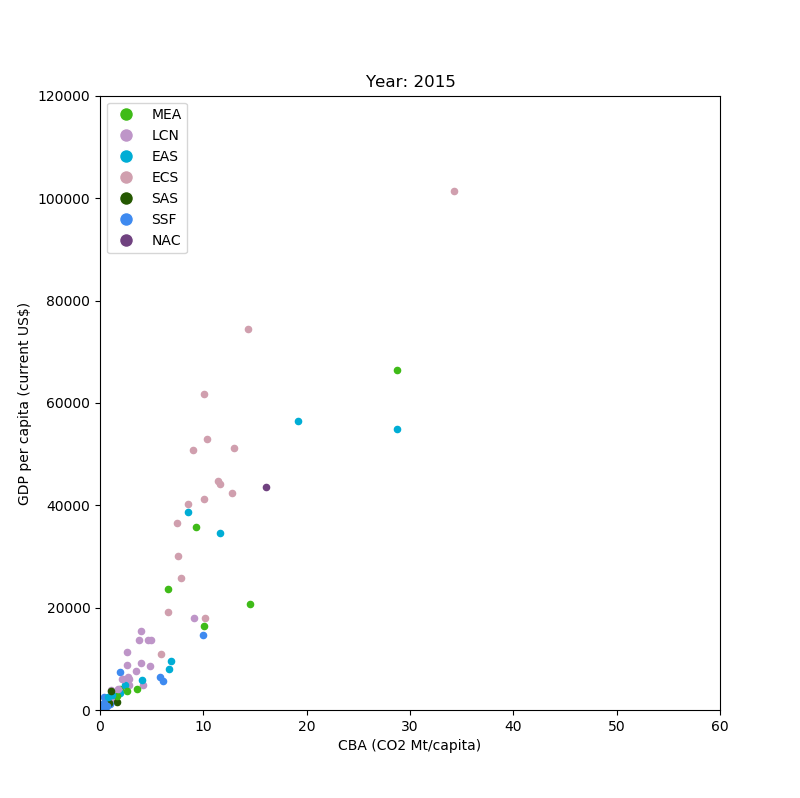 Year: 2015
120000
100000
80000
60000
40000
20000
0
GDP per capita (current US$)
MEA
LCN
EAS
ECS
SAS
SSF
NAC
0 10 20 30 40 50 60
CBA (CO2 Mt/capita)